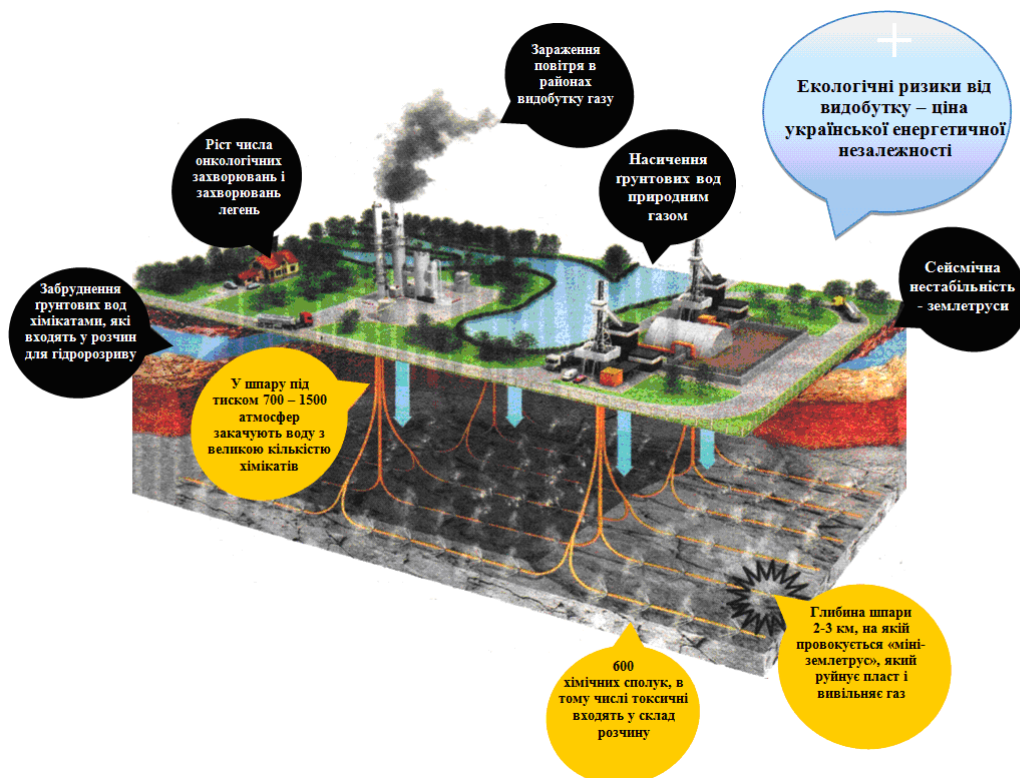 Зараження
повітря в
районах
видобутку газу
Екологічні ризики від
видобутку – ціна
української енергетичної
незалежності
Ріст числа
онкологічних
захворювань і
захворювань
легень
Насичення
ґрунтових вод
природним
газом
Забруднення
ґрунтових вод
хімікатами, які
входять у розчин
для гідророзриву
Сейсмічна
нестабільність
- землетруси
У шпару під
тиском 700 – 1500
атмосфер
закачують воду з
великою кількістю
хімікатів
Глибина шпари
2-3 км, на якій
провокується «міні-
землетрус», який
руйнує пласт і
вивільняє газ
600
хімічних сполук, в
тому числі токсичні
входять у склад
розчину